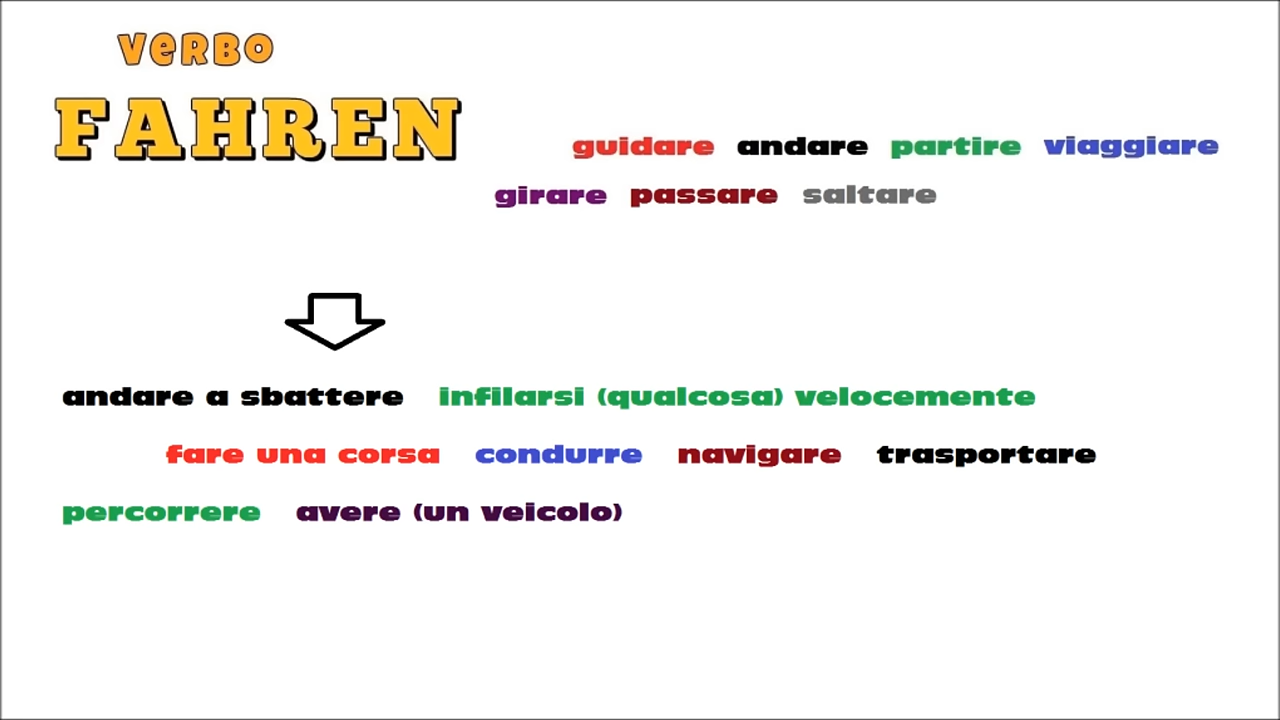 VeRBO
FAHREN
guidare andare partire viaggiare
girare passare saltare
andare a sbattere infilarsi (qualcosa) velocemente
fare una corsa condurre navigare trasportare
percorrere avere (un veicolo)